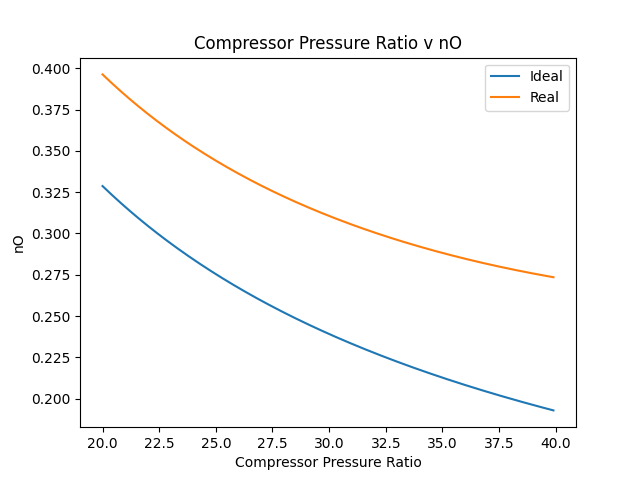 Compressor Pressure Ratio v nO
Ideal
Real
0.400
0.375
0.350
0.325
0.300
0.275
0.250
0.225
0.200
nO
20.0 22.5 25.0 27.5 30.0 32.5 35.0 37.5 40.0
Compressor Pressure Ratio